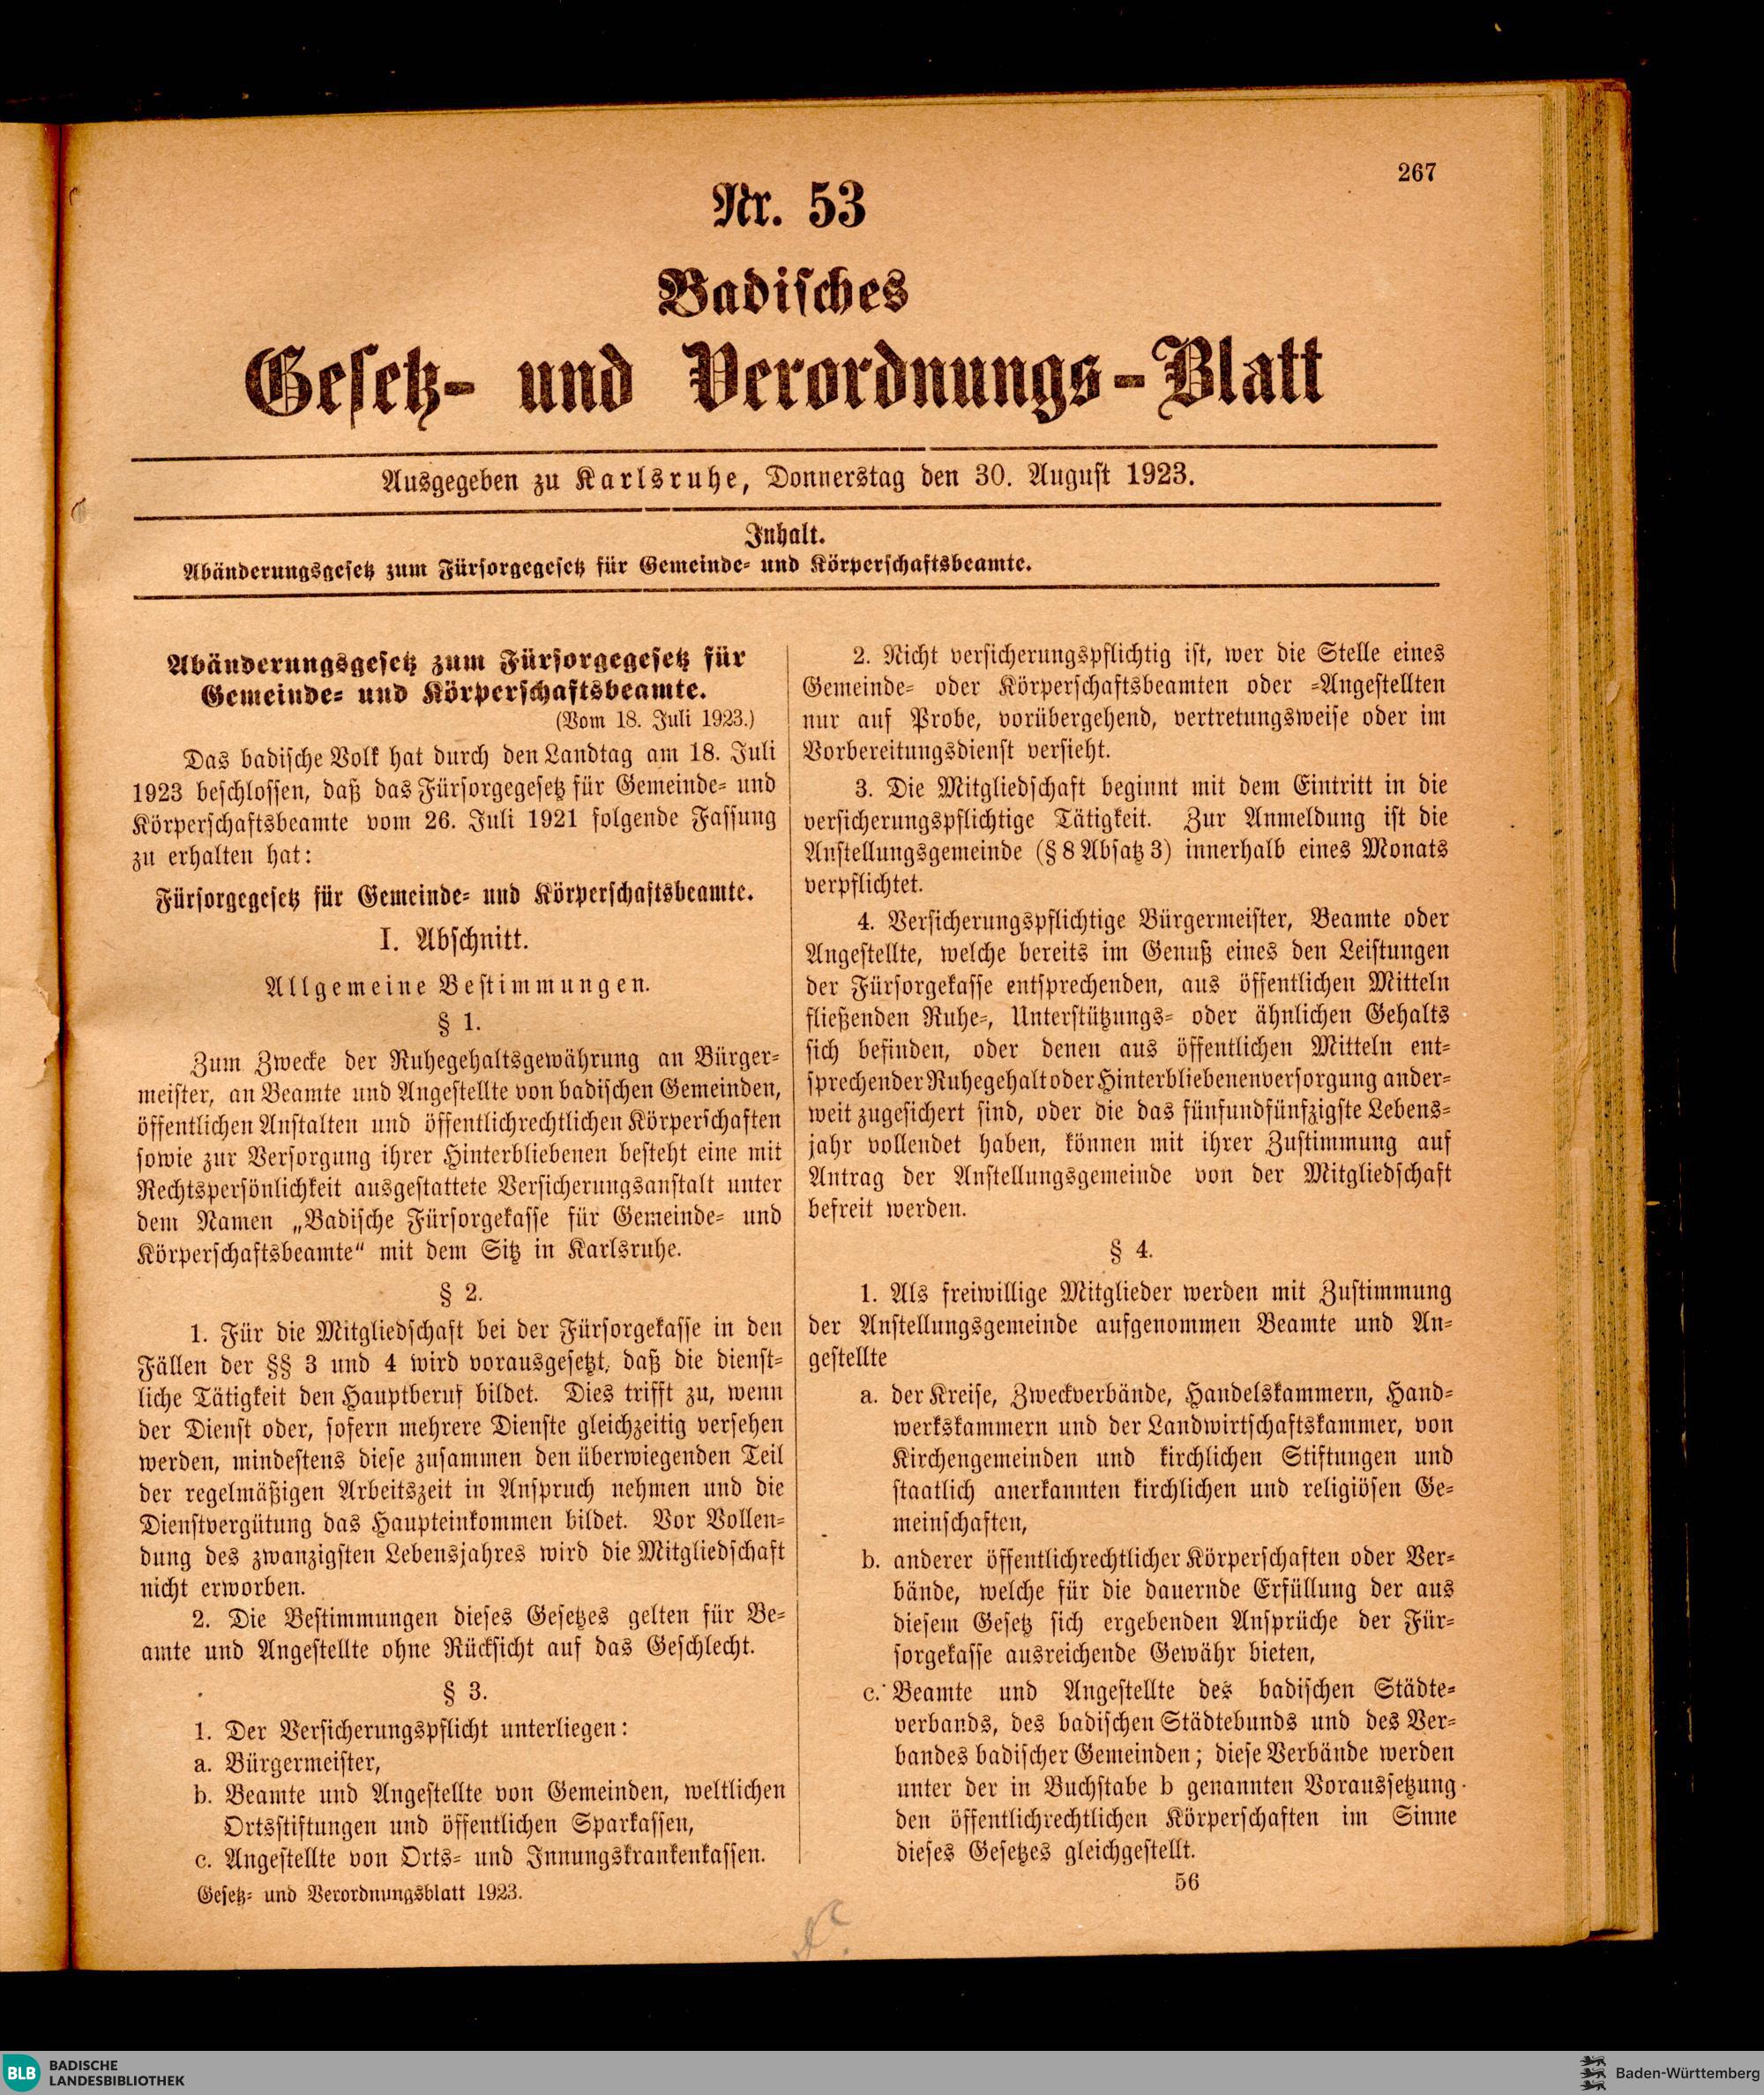 267
Nr. 53
Badisches
Gesetz- und Verordnungs-Blatt
Ausgegeben zu Karlsruhe, Donnerstag den 30. August 1923.
Inhalt.
Abänderungsgesetz zum Fürsorgegesetz für Gemeinde- und Körperschaftsbeamte.
Abänderungsgesetz zum Fürsorgegesetz für
Gemeinde- und Körperschaftsbeamte.
(Vom 18. Juli 1923.)
Das badische Volk hat durch den Landtag am 18. Juli
1923 beschlossen, daß das Fürsorgegesetz für Gemeinde- und
Körperschaftsbeamte vom 26. Juli 1921 folgende Fassung
zu erhalten hat:
Fürsorgegesetz für Gemeinde- und Körperschaftsbeamte.
I. Abschnitt.
Allgemeine Bestimmungen.
§ 1.
Zum Zwecke der Ruhegehaltsgewährung an Bürger-
meister, an Beamte und Angestellte von badischen Gemeinden,
öffentlichen Anstalten und öffentlichrechtlichen Körperschaften
sowie zur Versorgung ihrer Hinterbliebenen besteht eine mit
Rechtspersönlichkeit ausgestattete Versicherungsanstalt unter
dem Namen „Badische Fürsorgekasse für Gemeinde- und
Körperschaftsbeamte“ mit dem Sitz in Karlsruhe.
§ 2.
1. Für die Mitgliedschaft bei der Fürsorgekasse in den
Fällen der §§ 3 und 4 wird vorausgesetzt, daß die dienst-
liche Tätigkeit den Hauptberuf bildet. Dies trifft zu, wenn
der Dienst oder, sofern mehrere Dienste gleichzeitig versehen
werden, mindestens diese zusammen den überwiegenden Teil
der regelmäßigen Arbeitszeit in Anspruch nehmen und die
Dienstvergütung das Haupteinkommen bildet. Vor Vollen-
dung des zwanzigsten Lebensjahres wird die Mitgliedschaft
nicht erworben.
2. Die Bestimmungen dieses Gesetzes gelten für Be-
amte und Angestellte ohne Rücksicht auf das Geschlecht.
§ 3.
1. Der Versicherungspflicht unterliegen:
a. Bürgermeister,
b. Beamte und Angestellte von Gemeinden, weltlichen
Ortsstiftungen und öffentlichen Sparkassen,
c. Angestellte von Orts- und Innungskrankenkassen.
Gesetz- und Verordnungsblatt 1923.
2. Nicht versicherungspflichtig ist, wer die Stelle eines
Gemeinde- oder Körperschaftsbeamten oder -Angestellten
nur auf Probe, vorübergehend, vertretungsweise oder im
Vorbereitungsdienst versieht.
3. Die Mitgliedschaft beginnt mit dem Eintritt in die
versicherungspflichtige Tätigkeit. Zur Anmeldung ist die
Anstellungsgemeinde (§ 8 Absatz 3) innerhalb eines Monats
verpflichtet.
4. Versicherungspflichtige Bürgermeister, Beamte oder
Angestellte, welche bereits im Genuß eines den Leistungen
der Fürsorgekasse entsprechenden, aus öffentlichen Mitteln
fließenden Ruhe-, Unterstützungs- oder ähnlichen Gehalts
sich befinden, oder denen aus öffentlichen Mitteln ent-
sprechender Ruhegehalt oder Hinterbliebenenversorgung ander-
weit zugesichert sind, oder die das fünfundfünfzigste Lebens-
jahr vollendet haben, können mit ihrer Zustimmung auf
Antrag der Anstellungsgemeinde von der Mitgliedschaft
befreit werden.
§ 4.
1. Als freiwillige Mitglieder werden mit Zustimmung
der Anstellungsgemeinde aufgenommen Beamte und An-
gestellte
a. der Kreise, Zweckverbände, Handelskammern, Hand-
werkskammern und der Landwirtschaftskammer, von
Kirchengemeinden und kirchlichen Stiftungen und
staatlich anerkannten kirchlichen und religiösen Ge-
meinschaften,
b. anderer öffentlichrechtlicher Körperschaften oder Ver-
bände, welche für die dauernde Erfüllung der aus
diesem Gesetz sich ergebenden Ansprüche der Für-
sorgekasse ausreichende Gewähr bieten,
c. Beamte und Angestellte des badischen Städte-
verbands, des badischen Städtebunds und des Ver-
bandes badischer Gemeinden; diese Verbände werden
unter der in Buchstabe b genannten Voraussetzung
den öffentlichrechtlichen Körperschaften im Sinne
dieses Gesetzes gleichgestellt.
56
BLB BADISCHE
LANDESBIBLIOTHEK
Baden-Württemberg